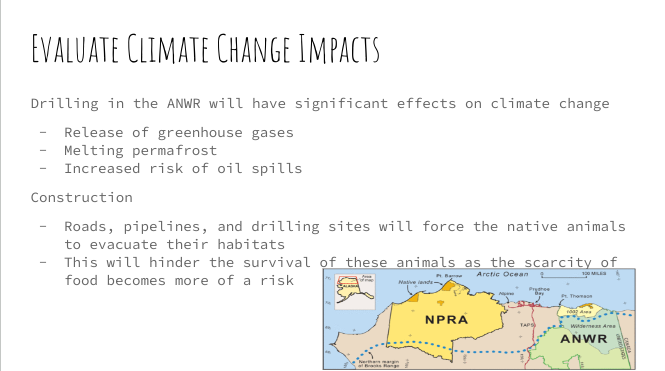 Evaluate Climate Change Impacts
Drilling in the ANWR will have significant effects on climate change
- Release of greenhouse gases
- Melting permafrost
- Increased risk of oil spills
Construction
- Roads, pipelines, and drilling sites will force the native animals
to evacuate their habitats
- This will hinder the survival of these animals as the scarcity of
food becomes more of a risk
Area of map
ALASKA
Arctic Ocean
0 100 MILES
Pt. Barrow
Native lands
Alpine
Prudhoe
Bay
Pt. Thomson
1002 Area
NPRA
TAPS
Wilderness Area
ANWR
Northern margin
of Brooks Range